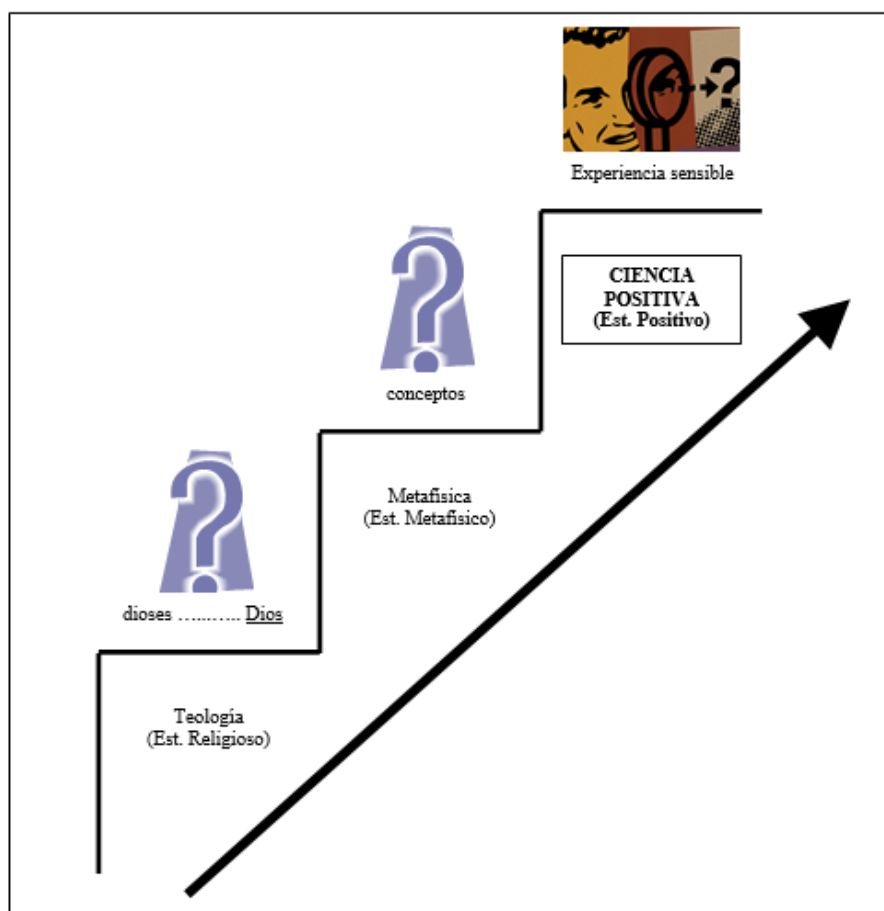 Experiencia sensible
CIENCIA
POSITIVA
(Est. Positivo)
conceptos
Metafísica
(Est. Metafísico)
dioses …...….. Dios
Teología
(Est. Religioso)